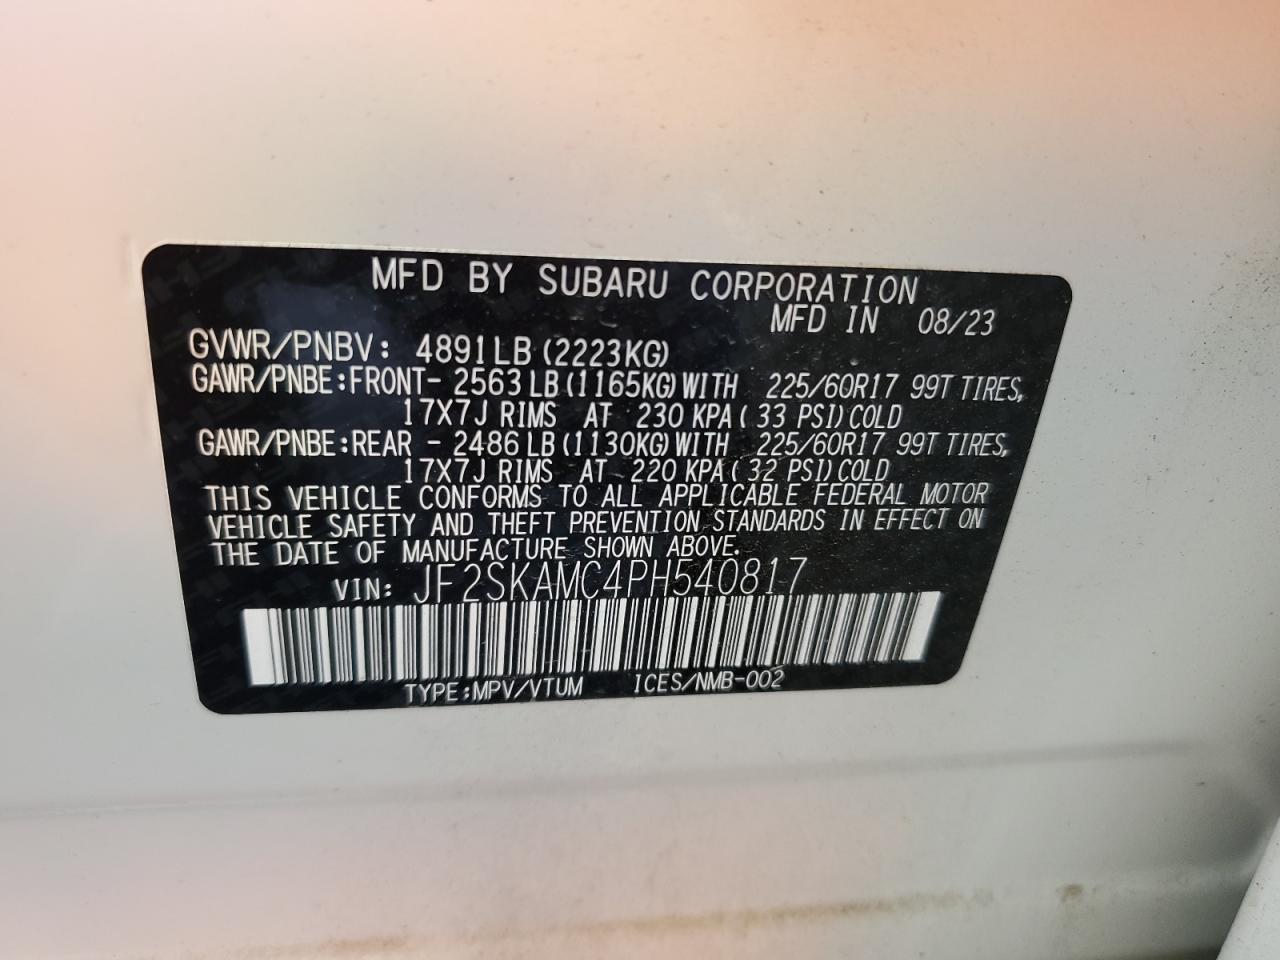 MFD BY SUBARU CORPORATION
MFD IN 08/23
GVWR/PNBV: 4891LB (2223KG)
GAWR/PNBE:FRONT- 2563 LB (1165KG) WITH 225/60R17 99T TIRES,
17X7J RIMS AT 230 KPA ( 33 PSI) COLD
GAWR/PNBE:REAR - 2486 LB (1130KG) WITH 225/60R17 99T TIRES,
17X7J RIMS AT 220 KPA ( 32 PSI) COLD
THIS VEHICLE CONFORMS TO ALL APPLICABLE FEDERAL MOTOR
VEHICLE SAFETY AND THEFT PREVENTION STANDARDS IN EFFECT ON
THE DATE OF MANUFACTURE SHOWN ABOVE.
VIN: JF2SKAMC4PH540817
TYPE:MPV/VTUM ICES/NMB-002